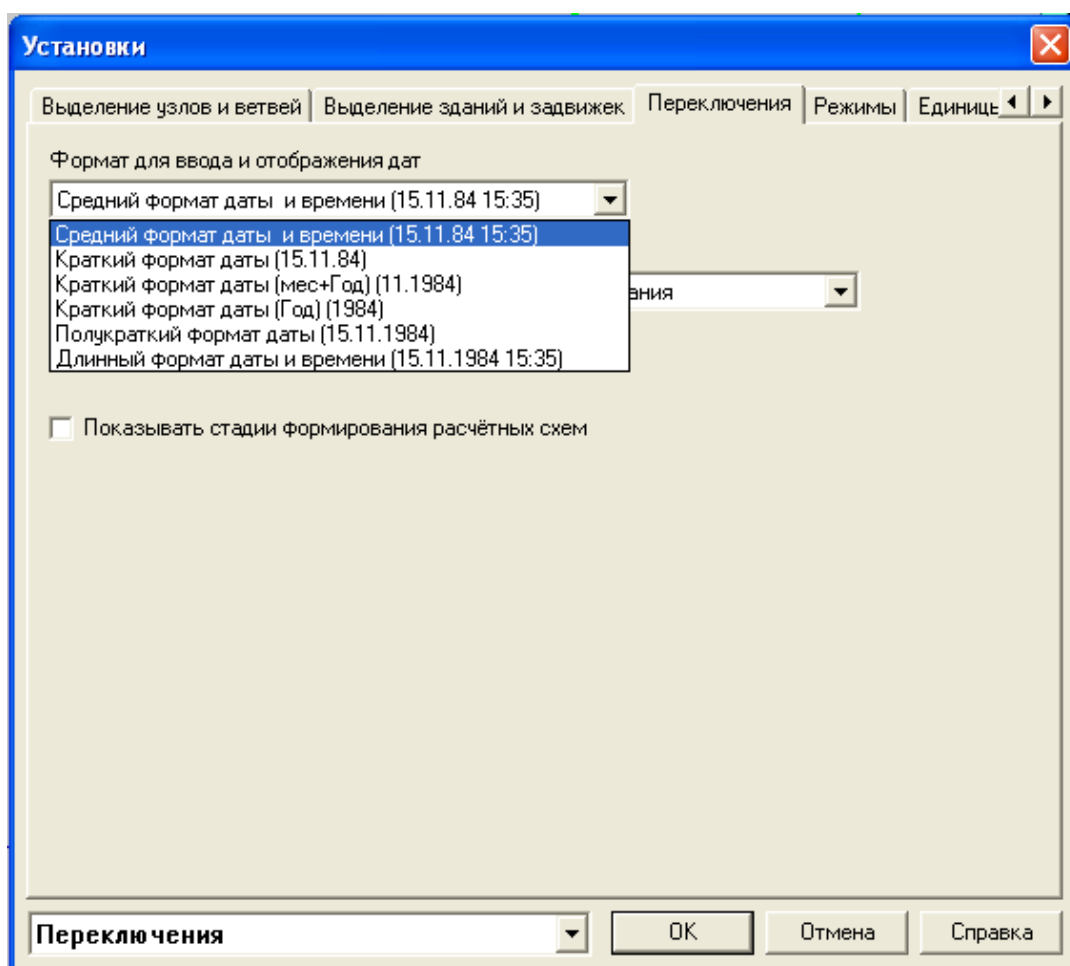 Установки
Выделение узлов и ветвей Выделение зданий и задвижек Переключения Режимы Единицы
Формат для ввода и отображения дат
Средний формат даты и времени (15.11.84 15:35)
Средний формат даты и времени (15.11.84 15:35)
Краткий формат даты (15.11.84)
Краткий формат даты (мес+Год) (11.1984)
ания
Краткий формат даты (Год) (1984)
Полукраткий формат даты (15.11.1984)
Длинный формат даты и времени (15.11.1984 15:35)
Показывать стадии формирования расчётных схем
Переключения OK Отмена Справка